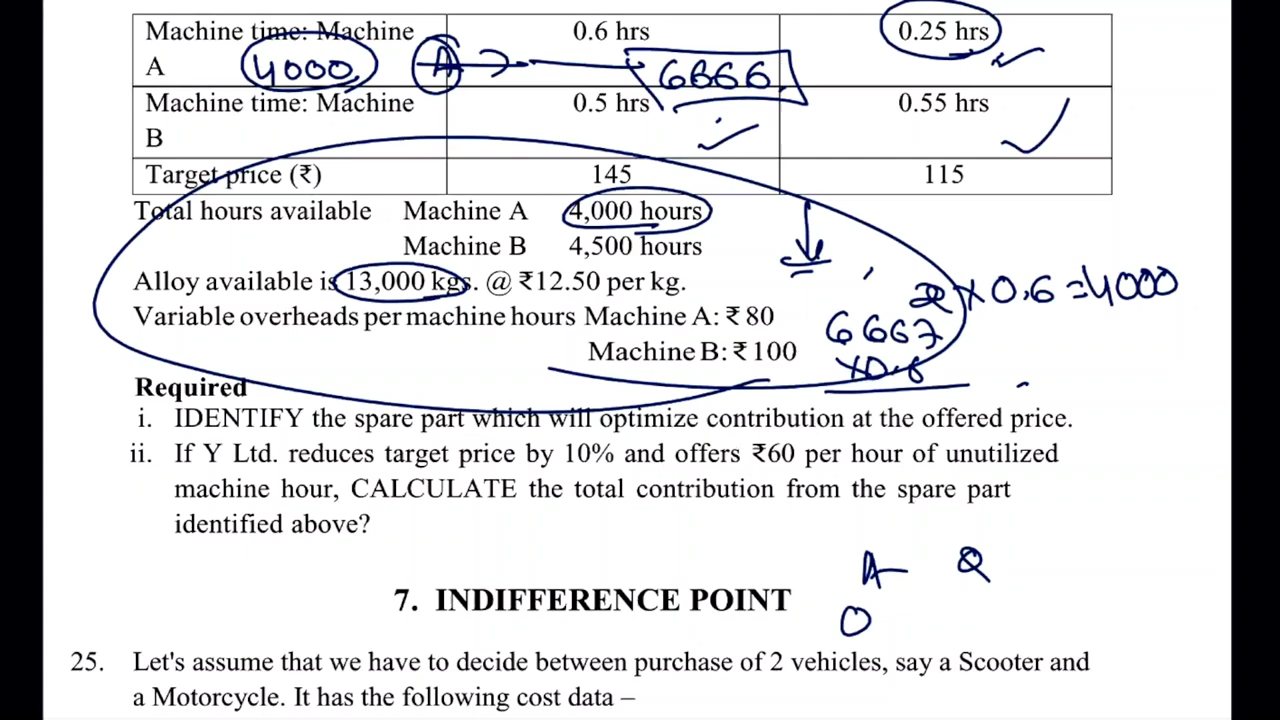 Machine time: Machine A 0.6 hrs 0.25 hrs
4000 A 6666
Machine time: Machine B 0.5 hrs 0.55 hrs
Target price (₹) 145 115
Total hours available Machine A 4,000 hours
Machine B 4,500 hours
Alloy available is 13,000 kgs. @ ₹12.50 per kg.
x × 0.6 = 4000
Variable overheads per machine hours Machine A: ₹ 80
6667
Machine B: ₹ 100
×0.6
Required
i. IDENTIFY the spare part which will optimize contribution at the offered price.
ii. If Y Ltd. reduces target price by 10% and offers ₹60 per hour of unutilized
machine hour, CALCULATE the total contribution from the spare part
identified above?
A Q
7. INDIFFERENCE POINT
0
25. Let's assume that we have to decide between purchase of 2 vehicles, say a Scooter and
a Motorcycle. It has the following cost data –